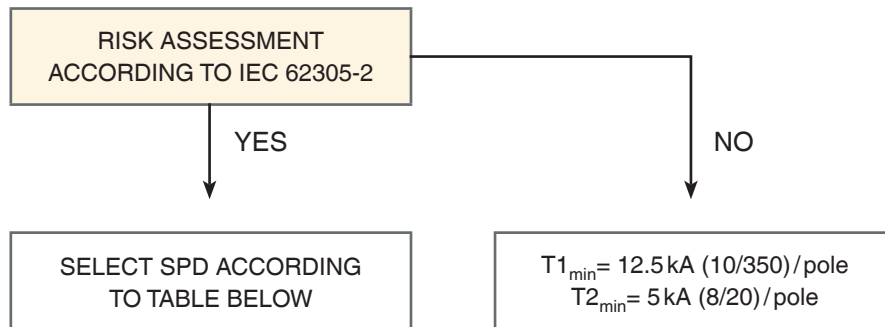 RISK ASSESSMENT
ACCORDING TO IEC 62305-2
YES
NO
SELECT SPD ACCORDING
TO TABLE BELOW
T1min= 12.5 kA (10/350)/pole
T2min= 5 kA (8/20)/pole